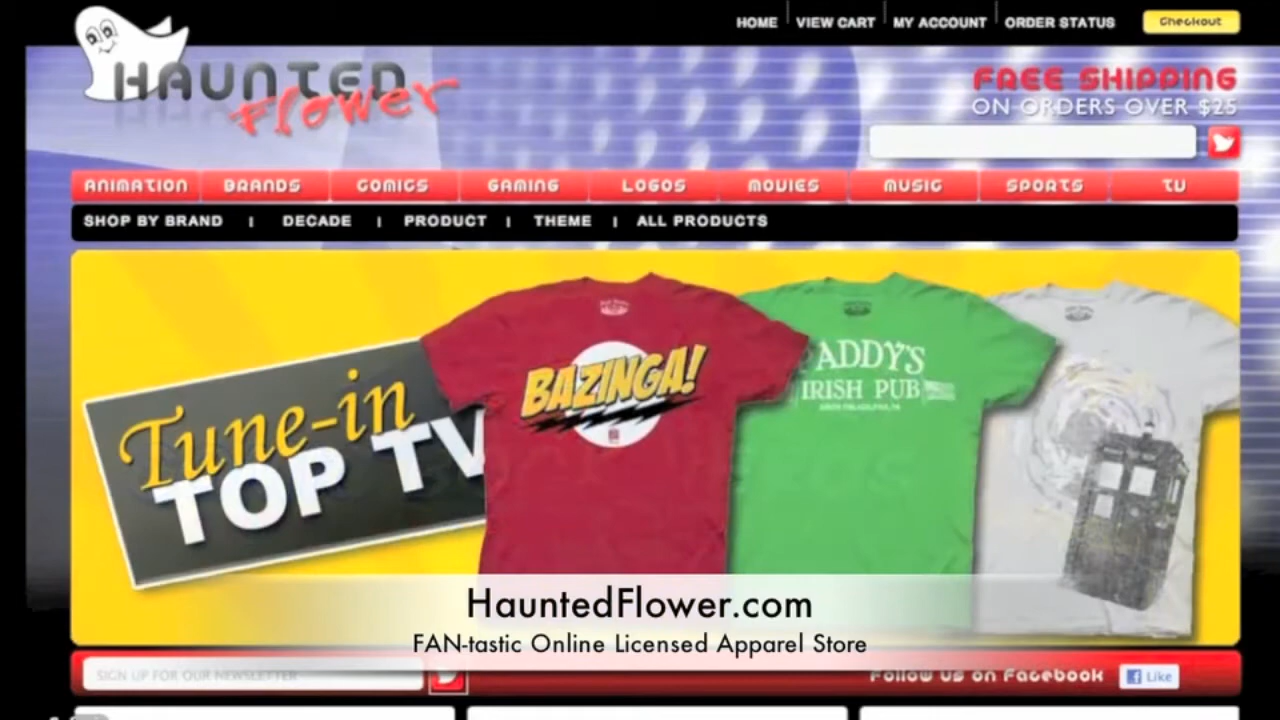 HOME VIEW CART MY ACCOUNT ORDER STATUS Checkout
HAUNTED
Flower
FREE SHIPPING
ON ORDERS OVER $25
ANIMATION BRANDS COMICS GAMING LOGOS MOVIES MUSIC SPORTS TV
SHOP BY BRAND | DECADE | PRODUCT | THEME | ALL PRODUCTS
Tune-in
TOP TV
BAZINGA!
PADDY'S
IRISH PUB
SOUTH PHILADELPHIA, PA
HauntedFlower.com
FAN-tastic Online Licensed Apparel Store
SIGN UP FOR OUR NEWSLETTER
Follow us on Facebook
Like